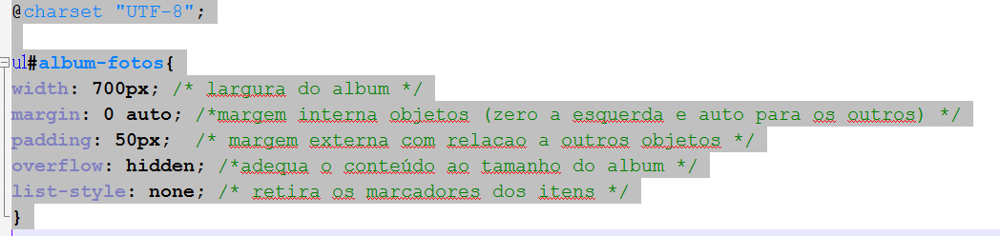 @charset "UTF-8";
ul#album-fotos{
width: 700px; /* largura do album */
margin: 0 auto; /*margem interna objetos (zero a esquerda e auto para os outros) */
padding: 50px; /* margem externa com relacao a outros objetos */
overflow: hidden; /*adequa o conteúdo ao tamanho do album */
list-style: none; /* retira os marcadores dos itens */
}